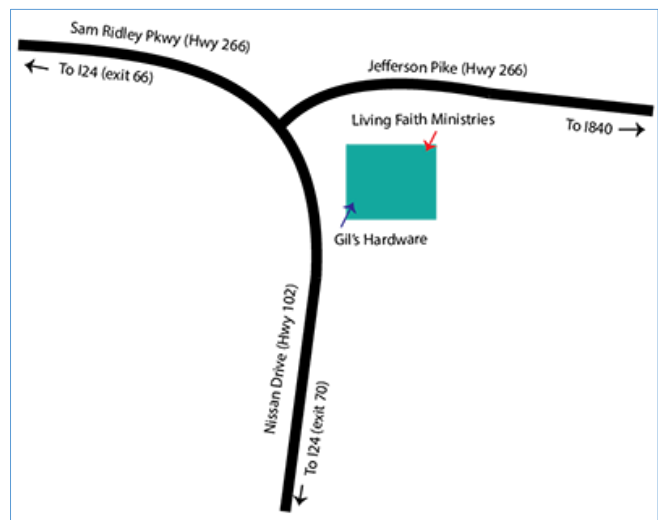 Sam Ridley Pkwy (Hwy 266)
To I24 (exit 66)
Jefferson Pike (Hwy 266)
Living Faith Ministries
To I840
Gil's Hardware
Nissan Drive (Hwy 102)
To I24 (exit 70)